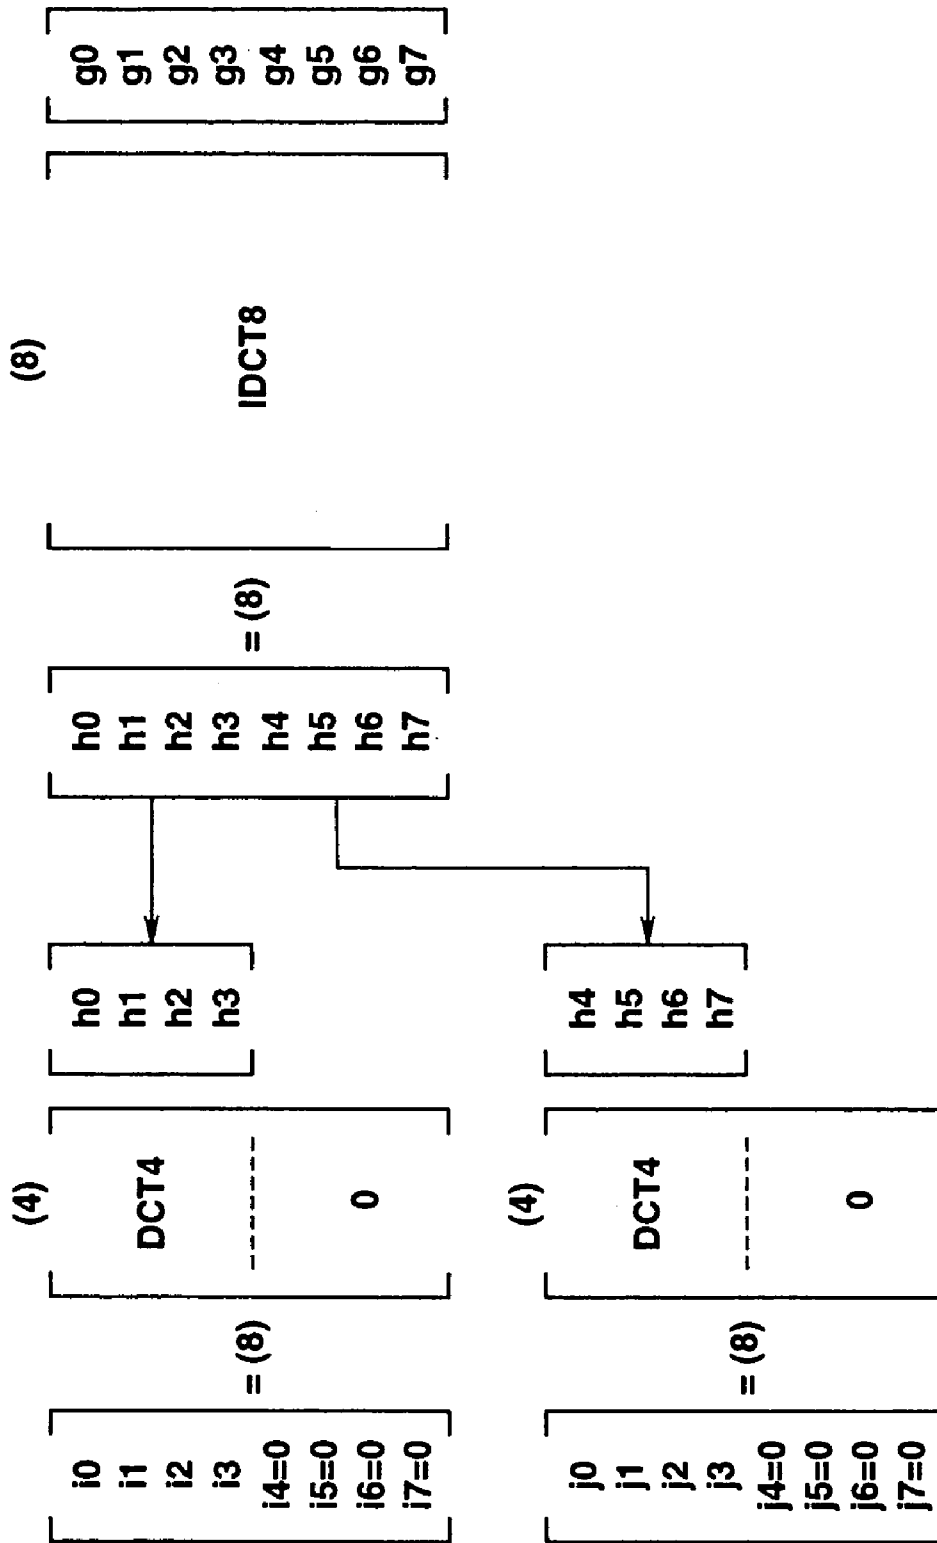 i0
i1
i2
i3
i4=0
i5=0
i6=0
i7=0
= (8)
(4)
DCT4
0
h0
h1
h2
h3
h0
h1
h2
h3
h4
h5
h6
h7
= (8)
(8)
IDCT8
g0
g1
g2
g3
g4
g5
g6
g7
j0
j1
j2
j3
j4=0
j5=0
j6=0
j7=0
= (8)
(4)
DCT4
0
h4
h5
h6
h7